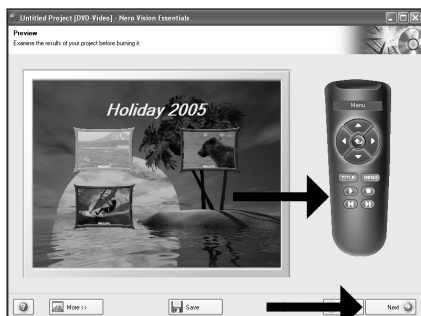 Untitled Project [DVD-Video] - Nero Vision Essentials
Preview
Examine the results of your project before burning it.
Holiday 2005
Menu
TITLE MENU
More >>
Save
Next